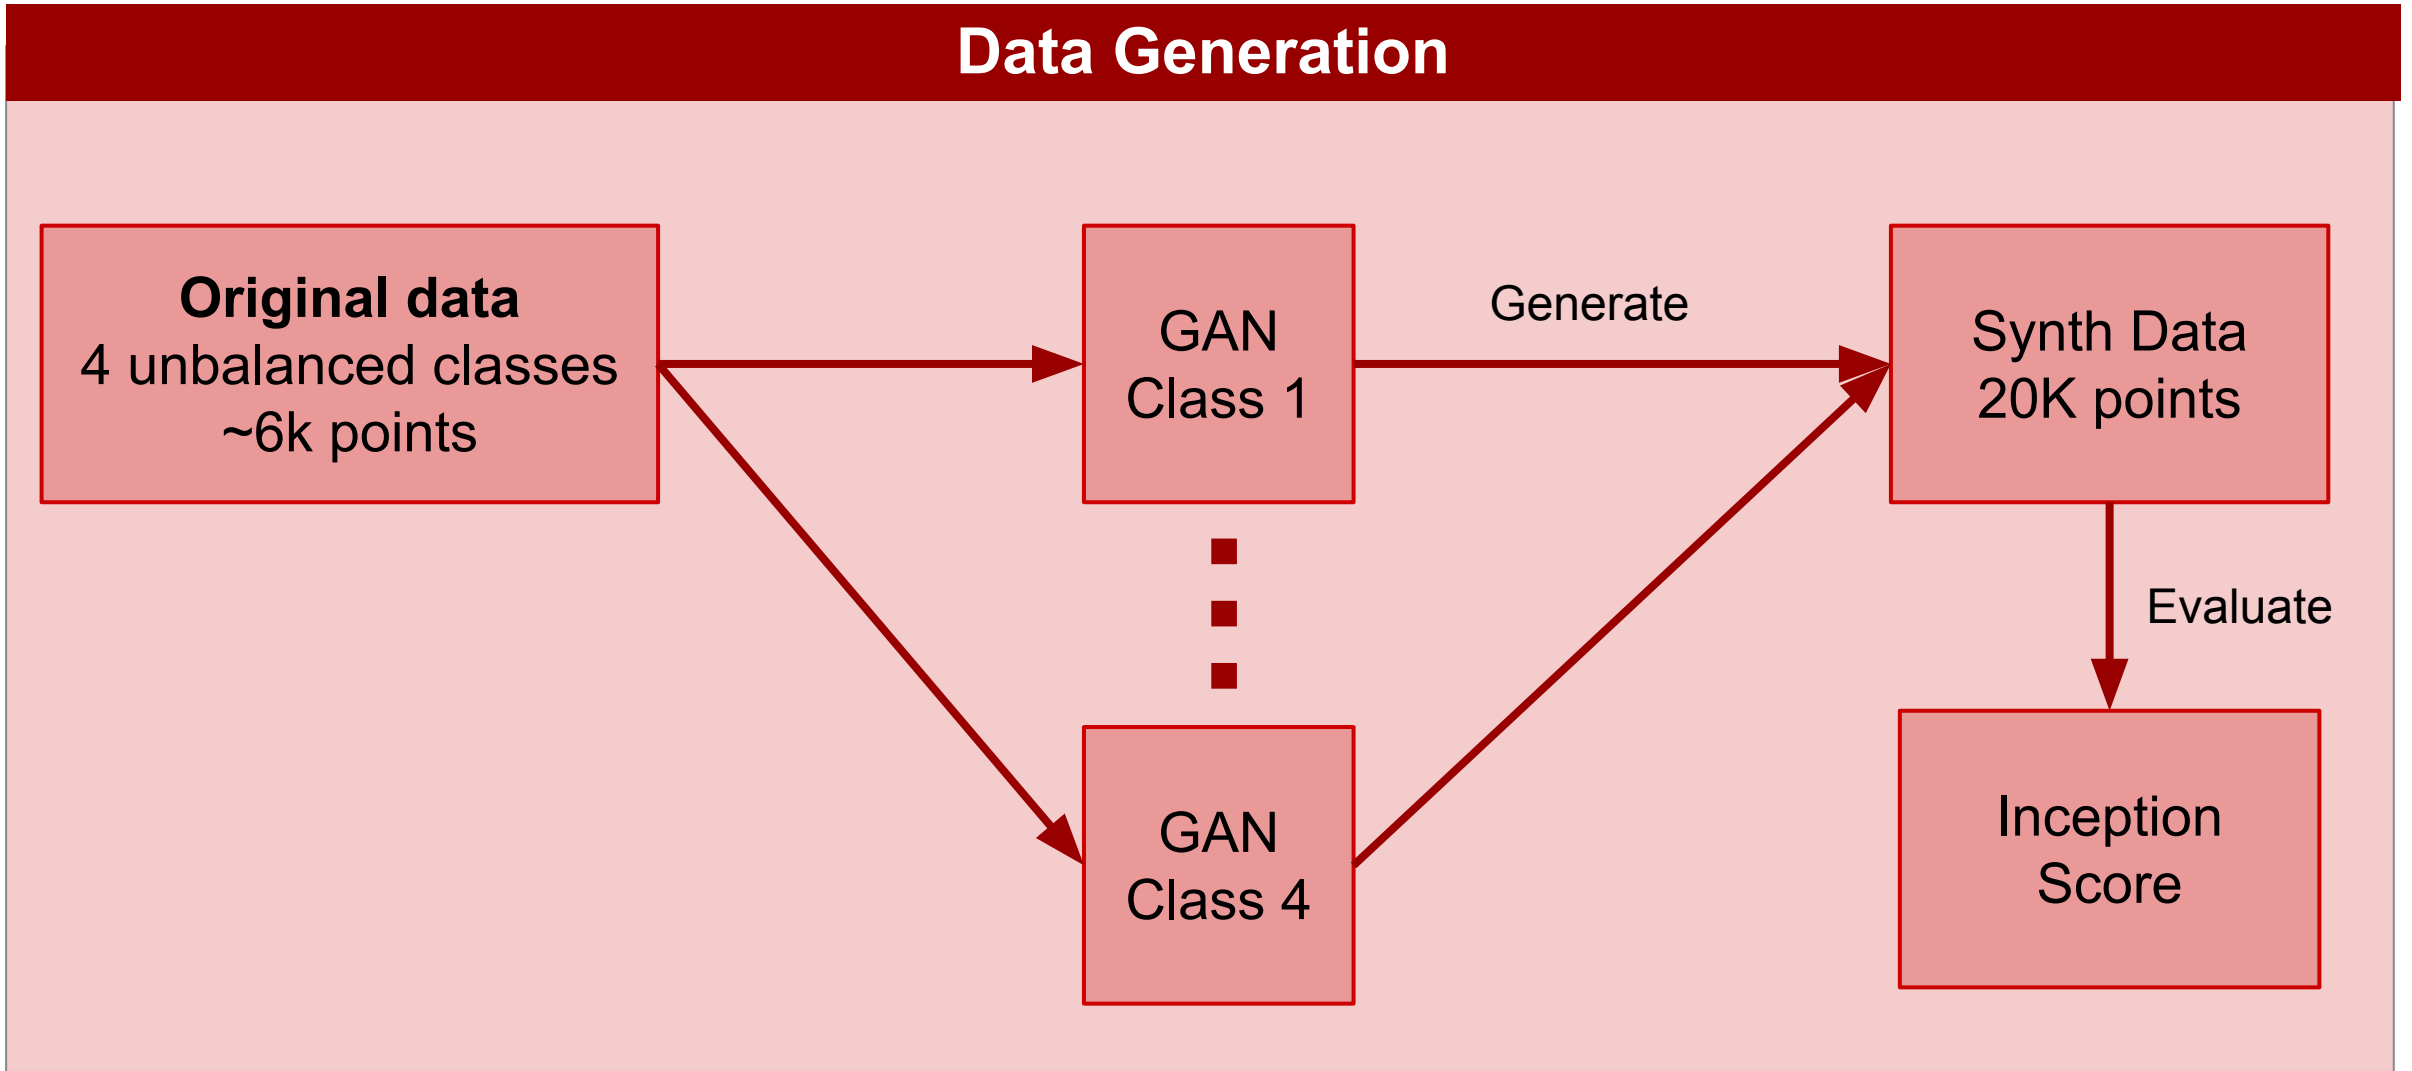 Data Generation
Original data
4 unbalanced classes
~6k points
GAN
Class 1
Generate
Synth Data
20K points
Evaluate
GAN
Class 4
Inception
Score